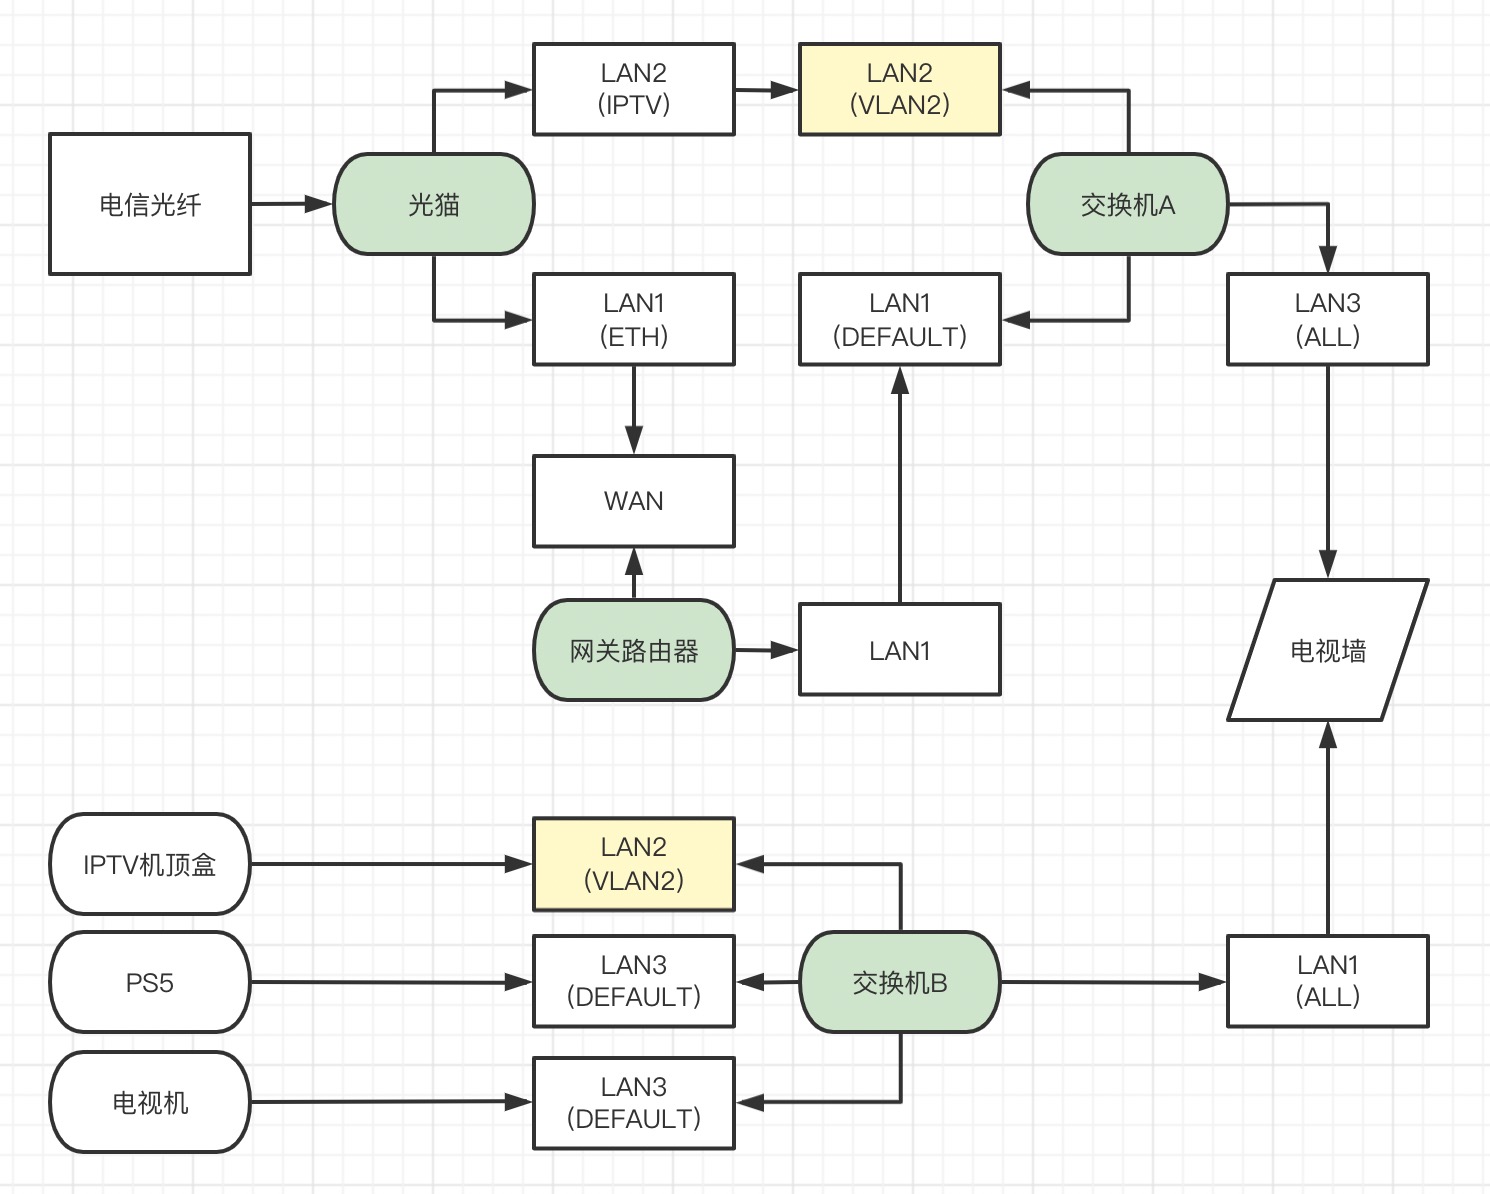 LAN2
(IPTV)
LAN2
(VLAN2)
电信光纤
光猫
交换机A
LAN1
(ETH)
LAN1
(DEFAULT)
LAN3
(ALL)
WAN
网关路由器
LAN1
电视墙
IPTV机顶盒
LAN2
(VLAN2)
PS5
LAN3
(DEFAULT)
交换机B
LAN1
(ALL)
电视机
LAN3
(DEFAULT)